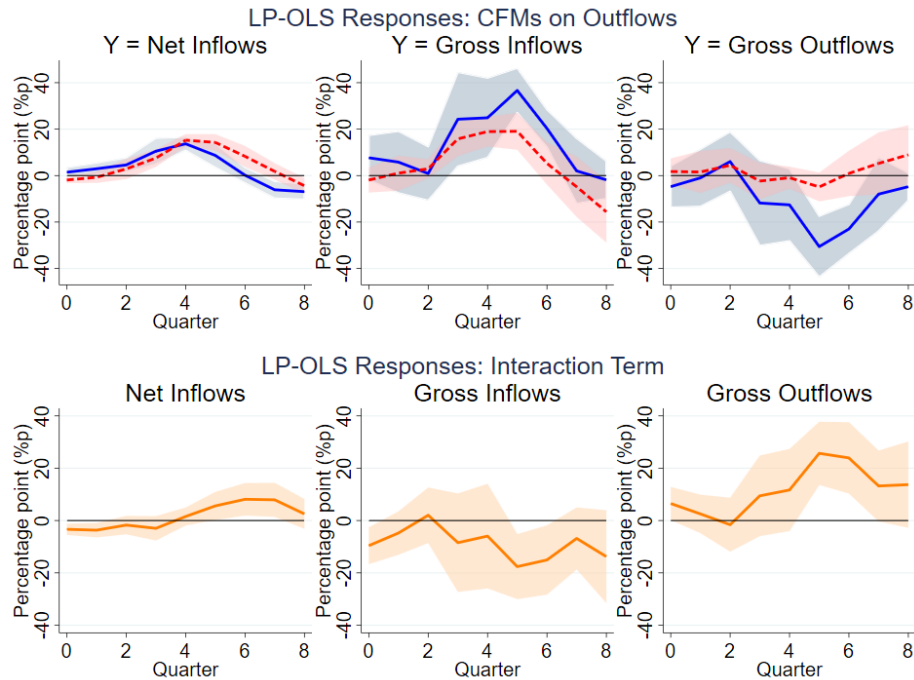 LP-OLS Responses: CFMs on Outflows
Y = Net Inflows
Y = Gross Inflows
Y = Gross Outflows
Percentage point (%p)
40
20
0
-20
-40
0 2 4 6 8
Quarter
Percentage point (%p)
40
20
0
-20
-40
0 2 4 6 8
Quarter
Percentage point (%p)
40
20
0
-20
-40
0 2 4 6 8
Quarter
LP-OLS Responses: Interaction Term
Net Inflows
Gross Inflows
Gross Outflows
Percentage point (%p)
40
20
0
-20
-40
0 2 4 6 8
Quarter
Percentage point (%p)
40
20
0
-20
-40
0 2 4 6 8
Quarter
Percentage point (%p)
40
20
0
-20
-40
0 2 4 6 8
Quarter